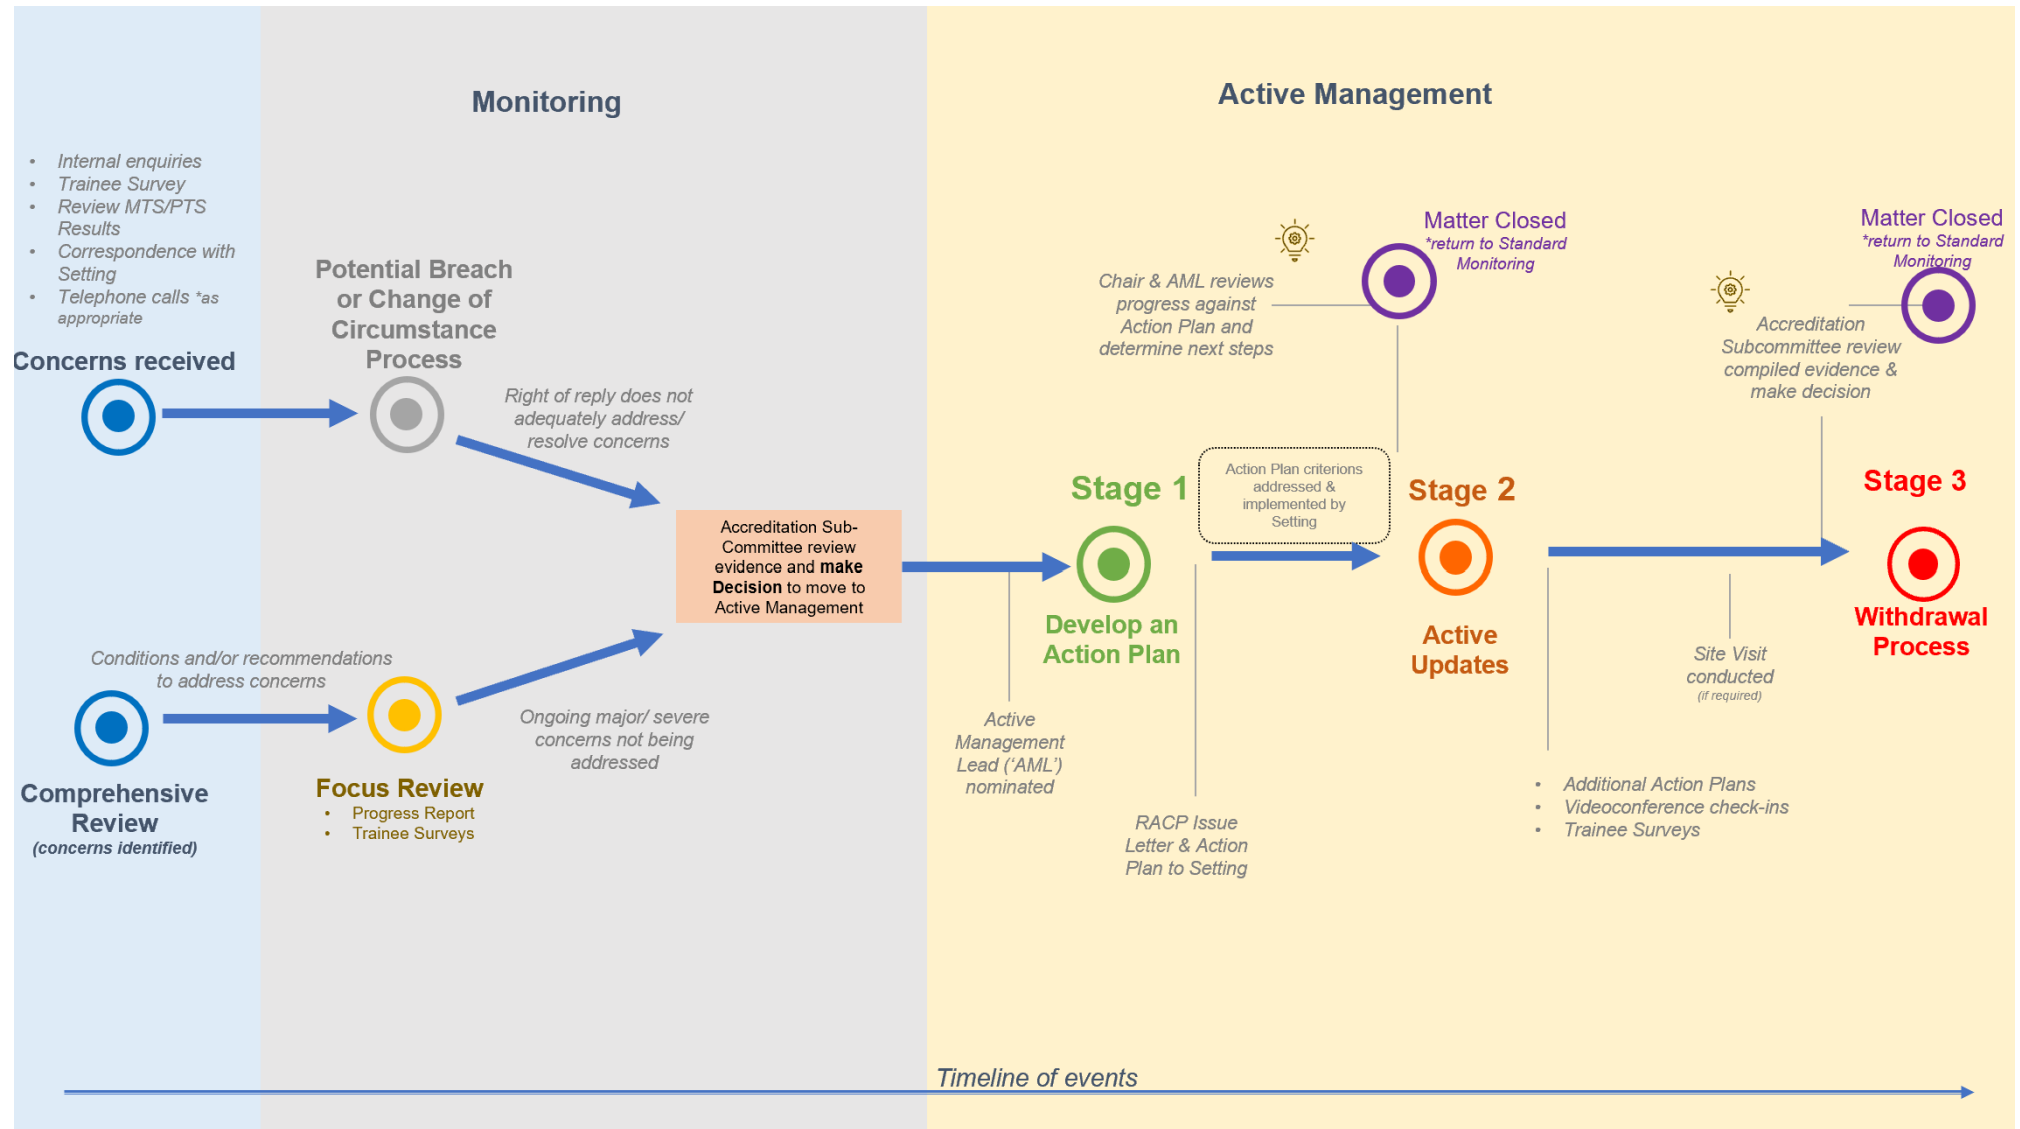 Monitoring
Active Management
• Internal enquiries
• Trainee Survey
• Review MTS/PTS
Results
• Correspondence with
Setting
• Telephone calls *as
appropriate
Concerns received
Potential Breach
or Change of
Circumstance
Process
Right of reply does not
adequately address/
resolve concerns
Accreditation Sub-
Committee review
evidence and make
Decision to move to
Active Management
Conditions and/or recommendations
to address concerns
Comprehensive
Review
(concerns identified)
Focus Review
• Progress Report
• Trainee Surveys
Ongoing major/ severe
concerns not being
addressed
Active
Management
Lead (‘AML’)
nominated
Stage 1
Develop an
Action Plan
RACP Issue
Letter & Action
Plan to Setting
Action Plan criterions
addressed &
implemented by
Setting
Chair & AML reviews
progress against
Action Plan and
determine next steps
Matter Closed
*return to Standard
Monitoring
Stage 2
Active
Updates
• Additional Action Plans
• Videoconference check-ins
• Trainee Surveys
Site Visit
conducted
(if required)
Accreditation
Subcommittee review
compiled evidence &
make decision
Matter Closed
*return to Standard
Monitoring
Stage 3
Withdrawal
Process
Timeline of events